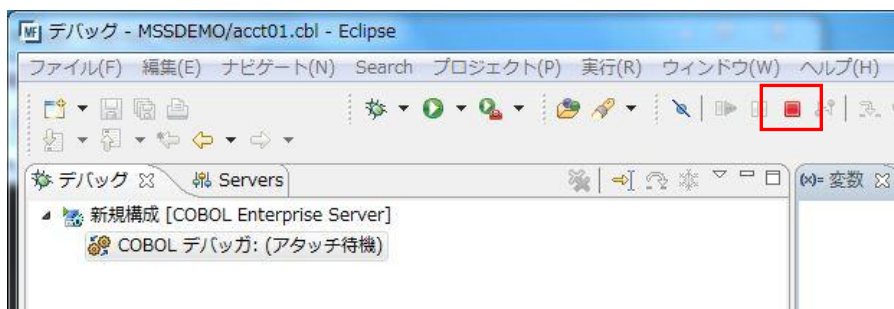 デバッグ - MSSDEMO/acct01.cbl - Eclipse
ファイル(F) 編集(E) ナビゲート(N) Search プロジェクト(P) 実行(R) ウィンドウ(W) ヘルプ(H)
デバッグ Servers (x)= 変数
新規構成 [COBOL Enterprise Server]
COBOL デバッガ: (アタッチ待機)